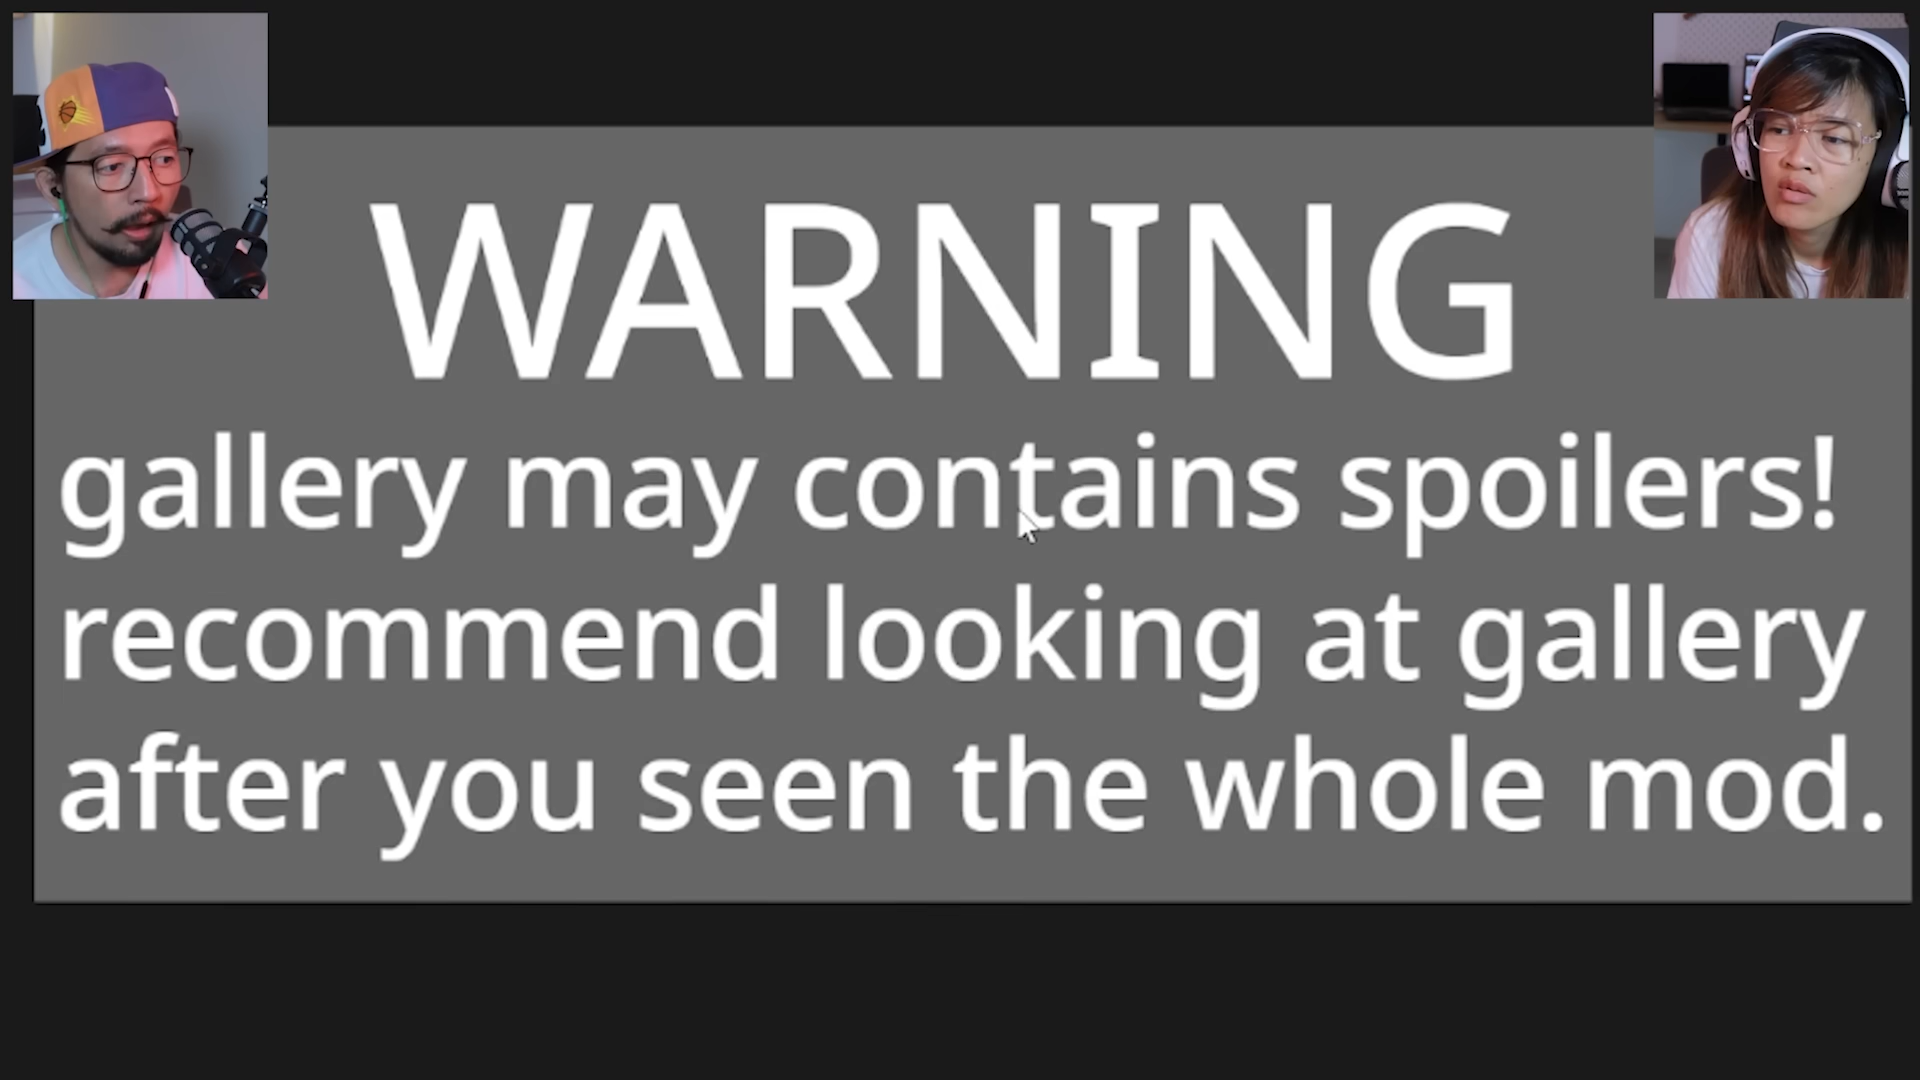 WARNING
gallery may contains spoilers!
recommend looking at gallery
after you seen the whole mod.